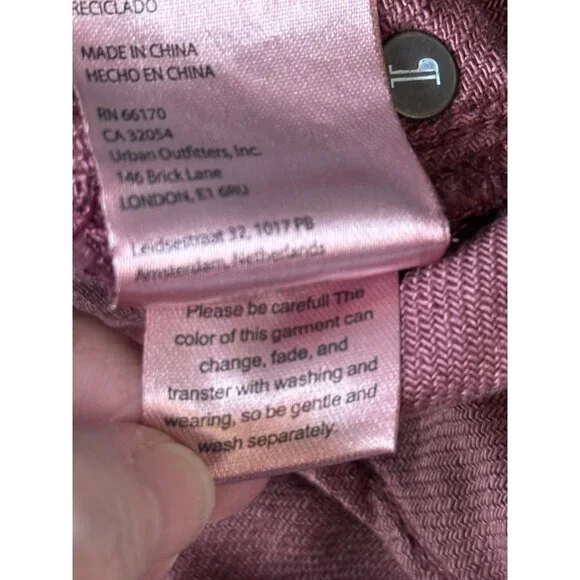 RECICLADO
MADE IN CHINA
HECHO EN CHINA
RN 66170
CA 32054
Urban Outfitters, Inc.
146 Brick Lane
LONDON, E1 6RU
Leidsestraat 32, 1017 PB
Amsterdam, Netherlands
Please be carefull The
color of this garment can
change, fade, and
transter with washing and
wearing, so be gentle and
wash separately.